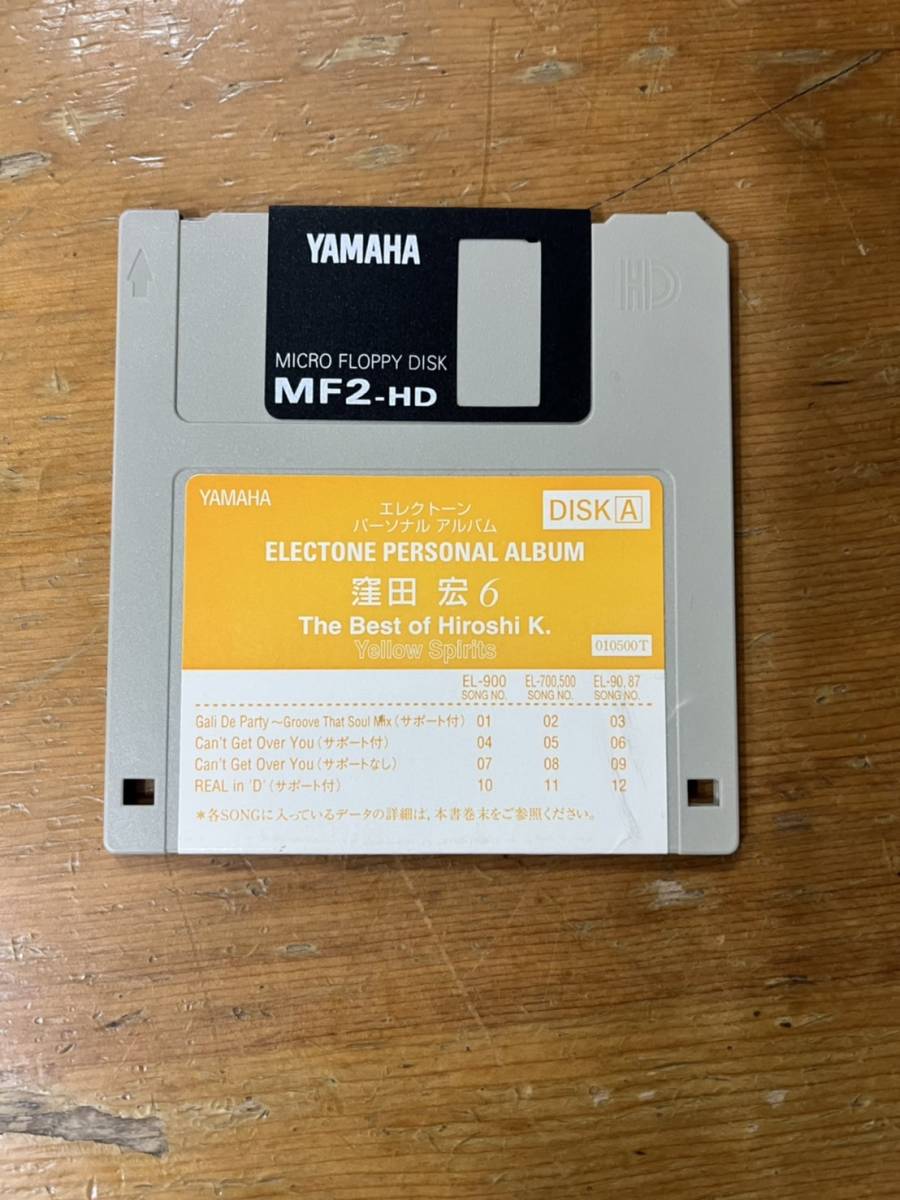 YAMAHA
HD
MICRO FLOPPY DISK
MF2-HD
YAMAHA
エレクトーン
パーソナル アルバム
DISK A
ELECTONE PERSONAL ALBUM
窪田 宏 6
The Best of Hiroshi K.
Yellow Spirits
010500T
EL-900 EL-700,500 EL-90, 87
SONG NO. SONG NO. SONG NO.
Gali De Party〜Groove That Soul Mix(サポート付) 01 02 03
Can't Get Over You(サポート付) 04 05 06
Can't Get Over You(サポートなし) 07 08 09
REAL in 'D'(サポート付) 10 11 12
*各SONGに入っているデータの詳細は,本書巻末をご参照ください。